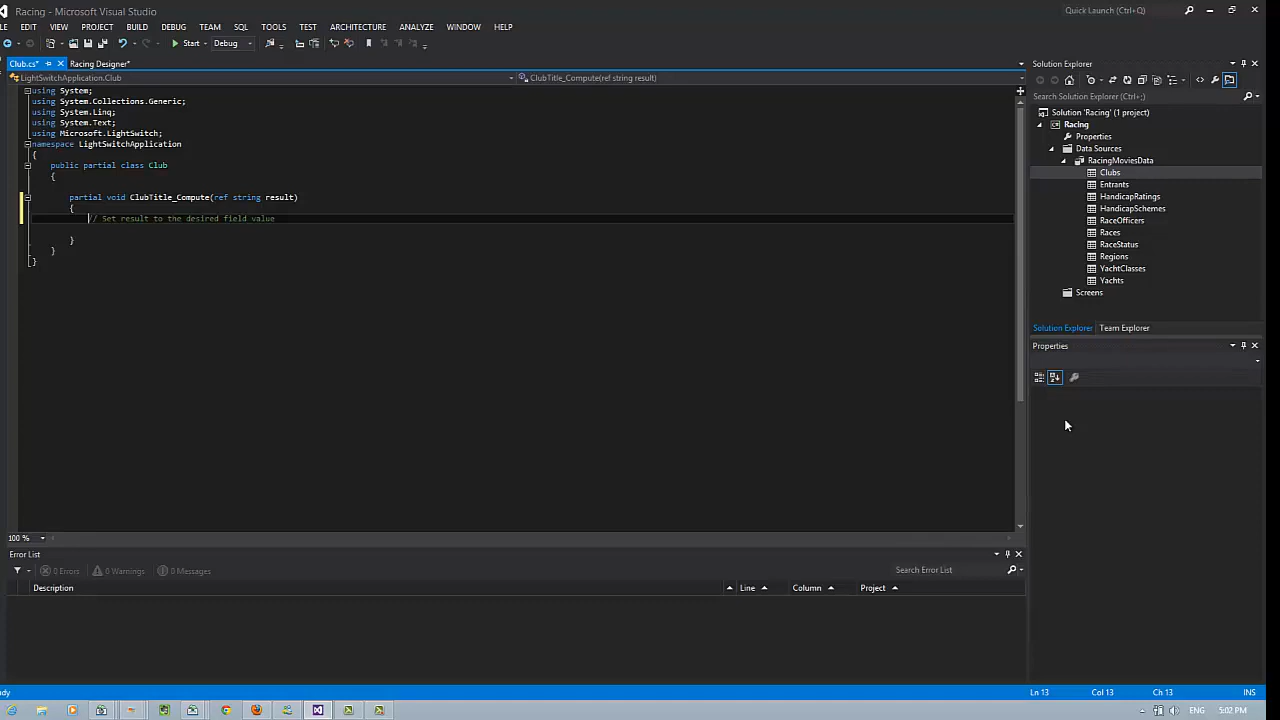 Racing - Microsoft Visual Studio
Quick Launch (Ctrl+;)
LE EDIT VIEW PROJECT BUILD DEBUG TEAM SQL TOOLS TEST ARCHITECTURE ANALYZE WINDOW HELP
Start Debug
Club.cs* Racing Designer*
LightSwitchApplication.Club ClubTitle_Compute(ref string result)
using System;
using System.Collections.Generic;
using System.Linq;
using System.Text;
using Microsoft.LightSwitch;
namespace LightSwitchApplication
{
public partial class Club
{
partial void ClubTitle_Compute(ref string result)
{
// Set result to the desired field value
}
}
}
100 %
Error List
0 Errors 0 Warnings 0 Messages
Search Error List
Description Line Column Project
Solution Explorer
Search Solution Explorer (Ctrl+;)
Solution 'Racing' (1 project)
Racing
Properties
Data Sources
RacingMoviesData
Clubs
Entrants
HandicapRatings
HandicapSchemes
RaceOfficers
Races
RaceStatus
Regions
YachtClasses
Yachts
Screens
Solution Explorer Team Explorer
Properties
ady Ln 13 Col 13 Ch 13 INS
ENG 5:02 PM